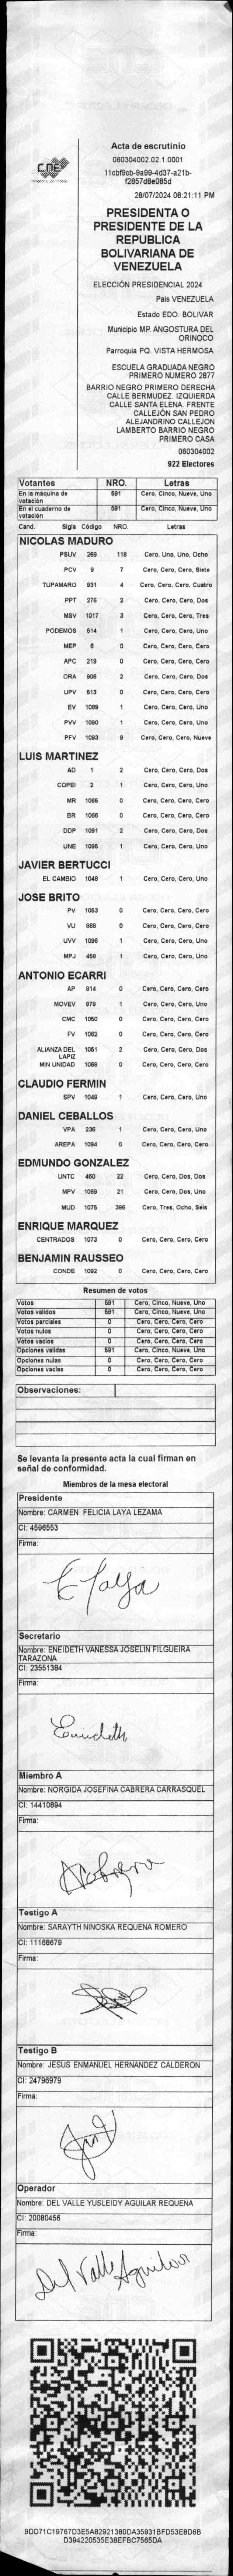 Acta de escrutinio
060304002.02.1.0001
11cbf9cb-9a99-4d37-a21b-
f2857d8e085d
28/07/2024 08:21:11 PM
CNE
PRESIDENTA O
PRESIDENTE DE LA
REPUBLICA
BOLIVARIANA DE
VENEZUELA
ELECCIÓN PRESIDENCIAL 2024
Pais VENEZUELA
Estado EDO. BOLIVAR
Municipio MP. ANGOSTURA DEL
ORINOCO
Parroquia PQ. VISTA HERMOSA
ESCUELA GRADUADA NEGRO
PRIMERO NUMERO 2877
BARRIO NEGRO PRIMERO DERECHA
CALLE BERMUDEZ. IZQUIERDA
CALLE SANTA ELENA. FRENTE
CALLEJÓN SAN PEDRO
ALEJANDRINO CALLEJON
LAMBERTO BARRIO NEGRO
PRIMERO CASA
060304002
922 Electores
Votantes NRO. Letras
En la máquina de votación 591 Cero, Cinco, Nueve, Uno
En el cuaderno de votación 591 Cero, Cinco, Nueve, Uno
Cand. Sigla Código NRO. Letras
NICOLAS MADURO
PSUV 269 118 Cero, Uno, Uno, Ocho
PCV 9 7 Cero, Cero, Cero, Siete
TUPAMARO 931 4 Cero, Cero, Cero, Cuatro
PPT 276 2 Cero, Cero, Cero, Dos
MSV 1017 3 Cero, Cero, Cero, Tres
PODEMOS 514 1 Cero, Cero, Cero, Uno
MEP 6 0 Cero, Cero, Cero, Cero
APC 219 0 Cero, Cero, Cero, Cero
ORA 906 2 Cero, Cero, Cero, Dos
UPV 613 0 Cero, Cero, Cero, Cero
EV 1089 1 Cero, Cero, Cero, Uno
PVV 1090 1 Cero, Cero, Cero, Uno
PFV 1093 9 Cero, Cero, Cero, Nueve
LUIS MARTINEZ
AD 1 2 Cero, Cero, Cero, Dos
COPEI 2 1 Cero, Cero, Cero, Uno
MR 1065 0 Cero, Cero, Cero, Cero
BR 1066 0 Cero, Cero, Cero, Cero
DDP 1091 2 Cero, Cero, Cero, Dos
UNE 1095 1 Cero, Cero, Cero, Uno
JAVIER BERTUCCI
EL CAMBIO 1048 1 Cero, Cero, Cero, Uno
JOSE BRITO
PV 1053 0 Cero, Cero, Cero, Cero
VU 988 0 Cero, Cero, Cero, Cero
UVV 1096 1 Cero, Cero, Cero, Uno
MPJ 459 1 Cero, Cero, Cero, Uno
ANTONIO ECARRI
AP 814 0 Cero, Cero, Cero, Cero
MOVEV 979 1 Cero, Cero, Cero, Uno
CMC 1050 0 Cero, Cero, Cero, Cero
FV 1062 0 Cero, Cero, Cero, Cero
ALIANZA DEL LAPIZ 1051 2 Cero, Cero, Cero, Dos
MIN UNIDAD 1068 0 Cero, Cero, Cero, Cero
CLAUDIO FERMIN
SPV 1049 1 Cero, Cero, Cero, Uno
DANIEL CEBALLOS
VPA 236 1 Cero, Cero, Cero, Uno
AREPA 1094 0 Cero, Cero, Cero, Cero
EDMUNDO GONZALEZ
UNTC 460 22 Cero, Cero, Dos, Dos
MPV 1069 21 Cero, Cero, Dos, Uno
MUD 1075 386 Cero, Tres, Ocho, Seis
ENRIQUE MARQUEZ
CENTRADOS 1073 0 Cero, Cero, Cero, Cero
BENJAMIN RAUSSEO
CONDE 1092 0 Cero, Cero, Cero, Cero
Resumen de votos
Votos 591 Cero, Cinco, Nueve, Uno
Votos validos 591 Cero, Cinco, Nueve, Uno
Votos parciales 0 Cero, Cero, Cero, Cero
Votos nulos 0 Cero, Cero, Cero, Cero
Votos vacios 0 Cero, Cero, Cero, Cero
Opciones validas 591 Cero, Cinco, Nueve, Uno
Opciones nulas 0 Cero, Cero, Cero, Cero
Opciones vacias 0 Cero, Cero, Cero, Cero
Observaciones:
Se levanta la presente acta la cual firman en
señal de conformidad.
Miembros de la mesa electoral
Presidente
Nombre: CARMEN FELICIA LAYA LEZAMA
CI: 4596553
Firma:
Secretario
Nombre: ENEIDETH VANESSA JOSELIN FILGUEIRA
TARAZONA
CI: 23551384
Firma:
Eneideth
Miembro A
Nombre: NORGIDA JOSEFINA CABRERA CARRASQUEL
CI: 14410894
Firma:
Testigo A
Nombre: SARAYTH NINOSKA REQUENA ROMERO
CI: 11168679
Firma:
Testigo B
Nombre: JESUS ENMANUEL HERNANDEZ CALDERON
CI: 24796979
Firma:
Operador
Nombre: DEL VALLE YUSLEIDY AGUILAR REQUENA
CI: 20080456
Firma:
Del Valle Aguilar
9DD71C19767D3E5A82921380DA35931BFD53E8D6B
D394220535E38EFBC7565DA